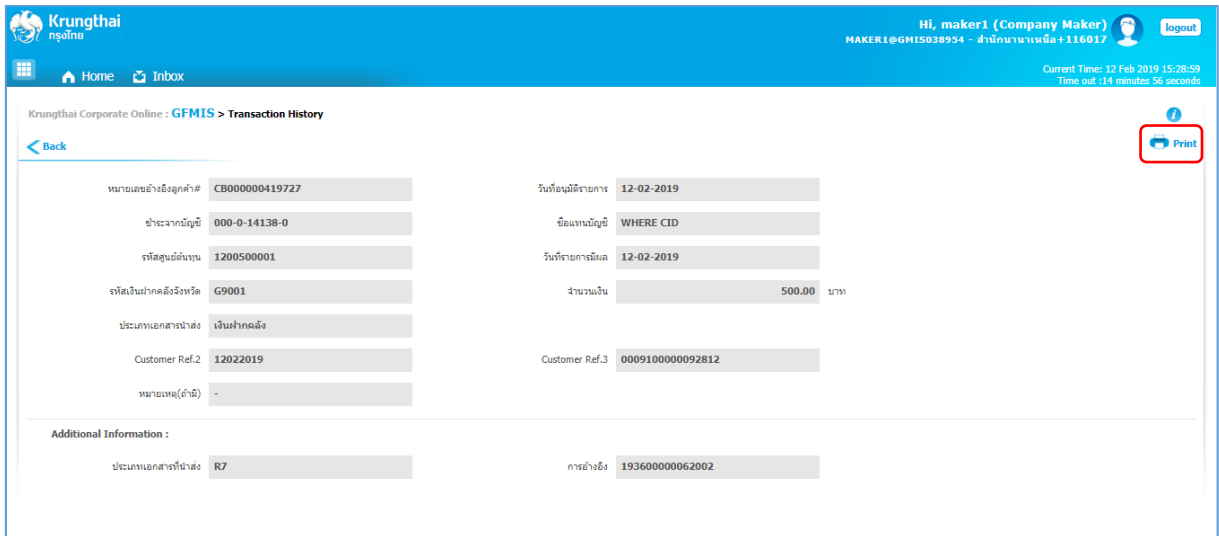 Krungthai
กรุงไทย
Hi, maker1 (Company Maker)
MAKER1@GMIS038954 - สำนักนานาเหนือ+116017
logout
Home Inbox
Current Time: 12 Feb 2019 15:28:59
Time out :14 minutes 56 seconds
Krungthai Corporate Online : GFMIS > Transaction History
Back
Print
หมายเลขอ้างอิงลูกค้า# CB000000419727 วันที่อนุมัติรายการ 12-02-2019
ชำระจากบัญชี 000-0-14138-0 ชื่อแทนบัญชี WHERE CID
รหัสศูนย์ต้นทุน 1200500001 วันที่รายการมีผล 12-02-2019
รหัสเงินฝากคลังจังหวัด G9001 จำนวนเงิน 500.00 บาท
ประเภทเอกสารนำส่ง เงินฝากคลัง
Customer Ref.2 12022019 Customer Ref.3 0009100000092812
หมายเหตุ(ถ้ามี) -
Additional Information :
ประเภทเอกสารที่นำส่ง R7 การอ้างอิง 193600000062002